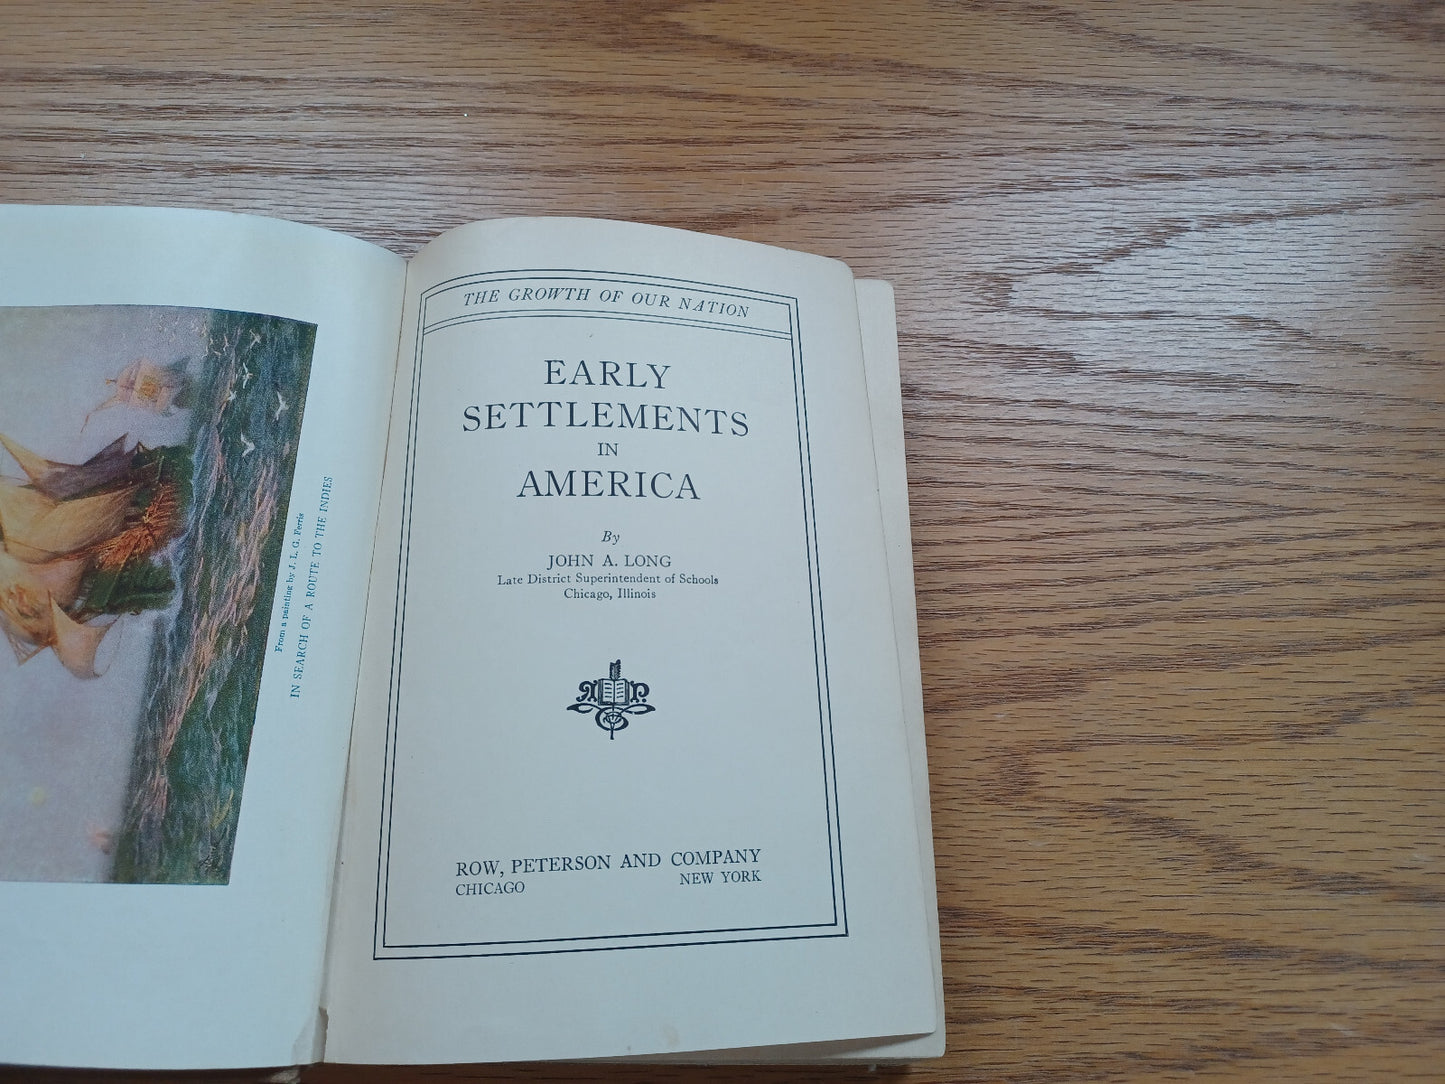 From a painting by J. L. G. Ferris
IN SEARCH OF A ROUTE TO THE INDIES
THE GROWTH OF OUR NATION
EARLY
SETTLEMENTS
IN
AMERICA
By
JOHN A. LONG
Late District Superintendent of Schools
Chicago, Illinois
ROW, PETERSON AND COMPANY
CHICAGO NEW YORK